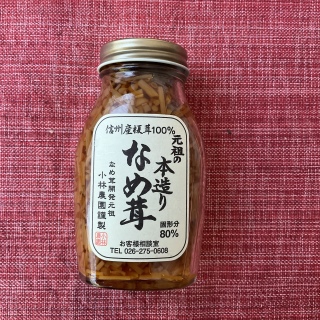 信州産榎茸100%
元祖の
本造り
なめ茸
なめ茸開発元祖
小林農園謹製
固形分
80%
お客様相談室
TEL 026-275-0608